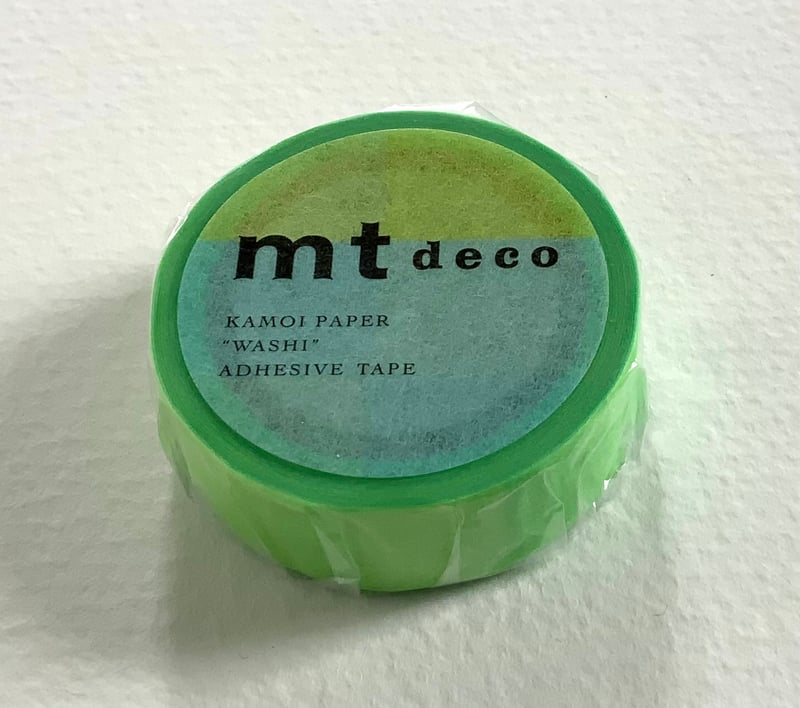 mt deco
KAMOI PAPER
"WASHI"
ADHESIVE TAPE